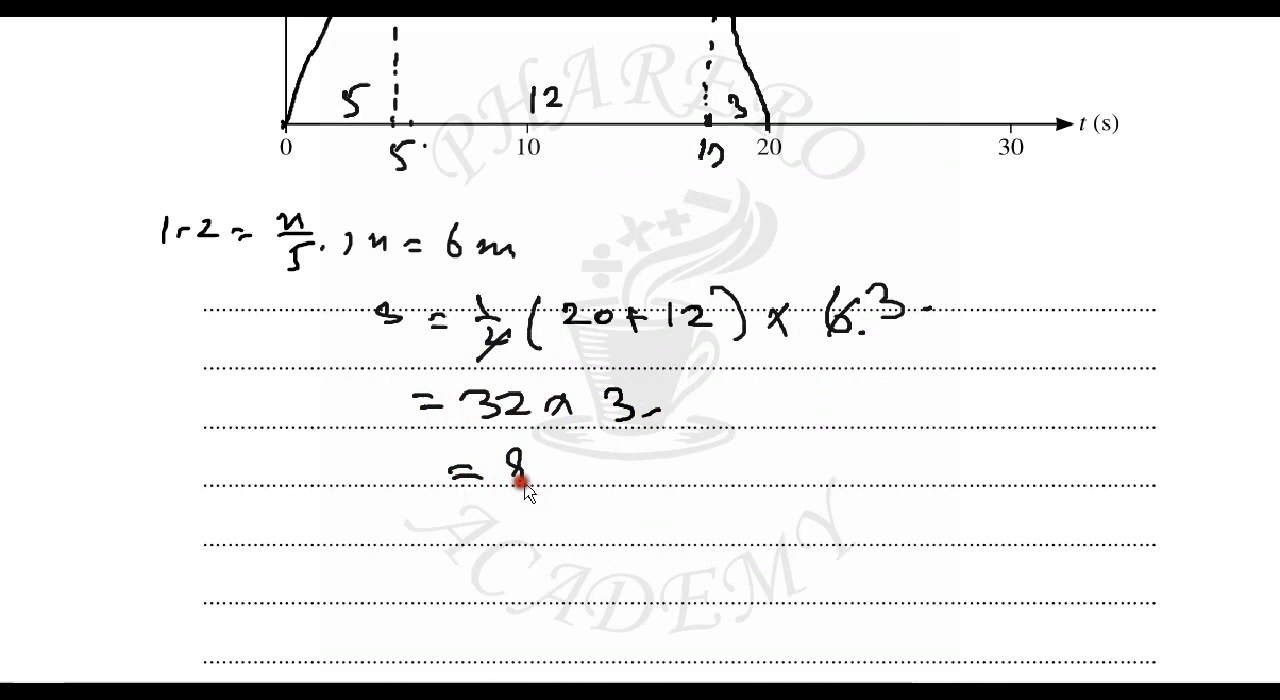 5 12 3
t (s)
0 5 10 17 20 30
1.2 = x/5, x = 6 m
s = 1/2 (20 + 12) × 6 3
= 32 × 3
= 9
PHARERO
ACADEMY